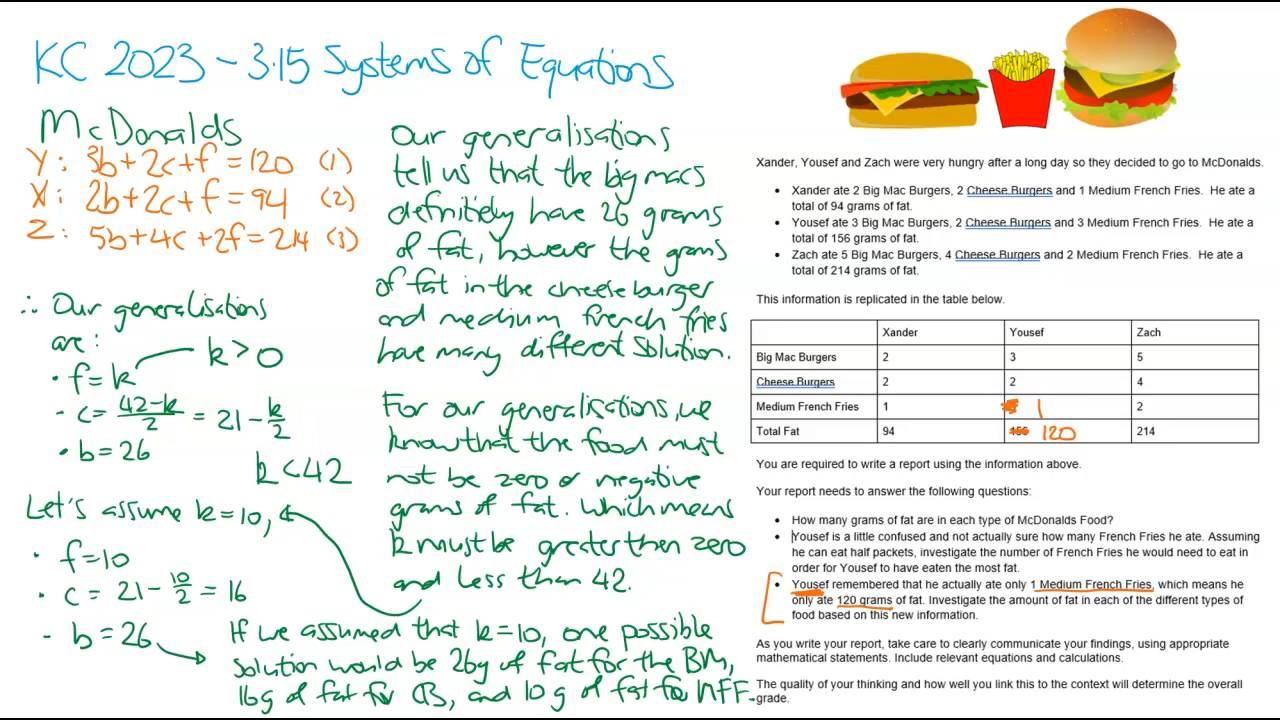 KC 2023 - 3.15 Systems of Equations
McDonalds
Y: 3b+2c+f=120 (1)
X: 2b+2c+f=94 (2)
Z: 5b+4c+2f=214 (3)
∴ Our generalisations
are:
k>0
• f=k
- c= (42-k)/2 = 21 - k/2
• b=26
k<42
Let's assume k=10,
• f=10
• c= 21 - 10/2 = 16
- b=26
Our generalisations
tell us that the big macs
definitely have 26 grams
of fat, however the grams
of fat in the cheese burger
and medium french fries
have many different solution.
For our generalisations, we
know that the food must
not be zero or negative
grams of fat. Which means
k must be greater then zero
and less than 42.
If we assumed that k=10, one possible
solution would be 26g of fat for the BM,
16g of fat for CB, and 10g of fat for MFF.
Xander, Yousef and Zach were very hungry after a long day so they decided to go to McDonalds.
• Xander ate 2 Big Mac Burgers, 2 Cheese Burgers and 1 Medium French Fries. He ate a
total of 94 grams of fat.
• Yousef ate 3 Big Mac Burgers, 2 Cheese Burgers and 3 Medium French Fries. He ate a
total of 156 grams of fat.
• Zach ate 5 Big Mac Burgers, 4 Cheese Burgers and 2 Medium French Fries. He ate a
total of 214 grams of fat.
This information is replicated in the table below.
Xander Yousef Zach
Big Mac Burgers 2 3 5
Cheese Burgers 2 2 4
Medium French Fries 1 1 2
Total Fat 94 120 214
You are required to write a report using the information above.
Your report needs to answer the following questions:
• How many grams of fat are in each type of McDonalds Food?
• Yousef is a little confused and not actually sure how many French Fries he ate. Assuming
he can eat half packets, investigate the number of French Fries he would need to eat in
order for Yousef to have eaten the most fat.
• Yousef remembered that he actually ate only 1 Medium French Fries, which means he
only ate 120 grams of fat. Investigate the amount of fat in each of the different types of
food based on this new information.
As you write your report, take care to clearly communicate your findings, using appropriate
mathematical statements. Include relevant equations and calculations.
The quality of your thinking and how well you link this to the context will determine the overall
grade.